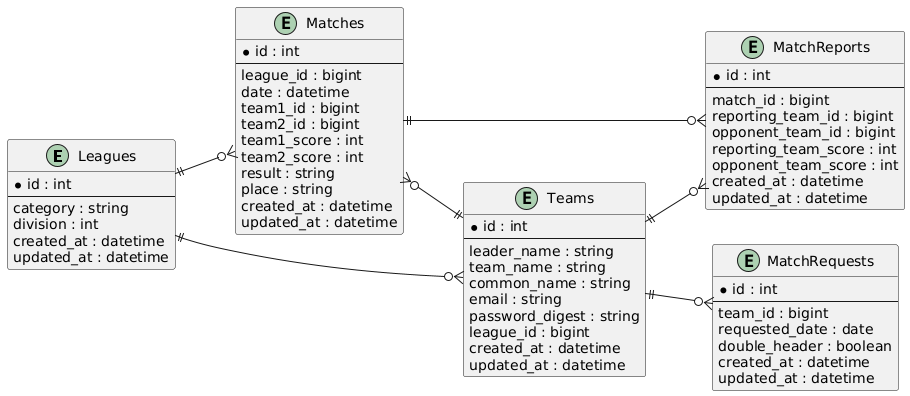 E Leagues
* id : int
category : string
division : int
created_at : datetime
updated_at : datetime
E Matches
* id : int
league_id : bigint
date : datetime
team1_id : bigint
team2_id : bigint
team1_score : int
team2_score : int
result : string
place : string
created_at : datetime
updated_at : datetime
E Teams
* id : int
leader_name : string
team_name : string
common_name : string
email : string
password_digest : string
league_id : bigint
created_at : datetime
updated_at : datetime
E MatchReports
* id : int
match_id : bigint
reporting_team_id : bigint
opponent_team_id : bigint
reporting_team_score : int
opponent_team_score : int
created_at : datetime
updated_at : datetime
E MatchRequests
* id : int
team_id : bigint
requested_date : date
double_header : boolean
created_at : datetime
updated_at : datetime